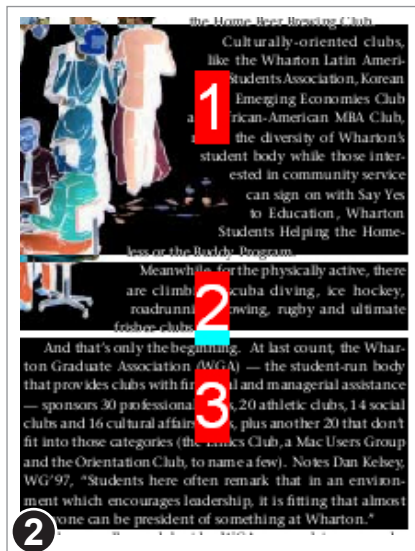 the Home Beer Brewing Club.
Culturally-oriented clubs,
like the Wharton Latin Ameri-
Students Association, Korean
Emerging Economies Club
African-American MBA Club,
the diversity of Wharton's
student body while those inter-
ested in community service
can sign on with Say Yes
to Education, Wharton
Students Helping the Home-
less or the Buddy Program.
Meanwhile, for the physically active, there
are climbing, scuba diving, ice hockey,
rowing, rugby and ultimate
frisbee clubs.
And that's only the beginning. At last count, the Whar-
ton Graduate Association (WGA) — the student-run body
that provides clubs with financial and managerial assistance
— sponsors 30 professional 20 athletic clubs, 14 social
clubs and 16 cultural affairs plus another 20 that don't
fit into those categories (the Ethics Club, a Mac Users Group
and the Orientation Club, to name a few). Notes Dan Kelsey,
WG'97, "Students here often remark that in an environ-
ment which encourages leadership, it is fitting that almost
one can be president of something at Wharton."
1
2
3
2